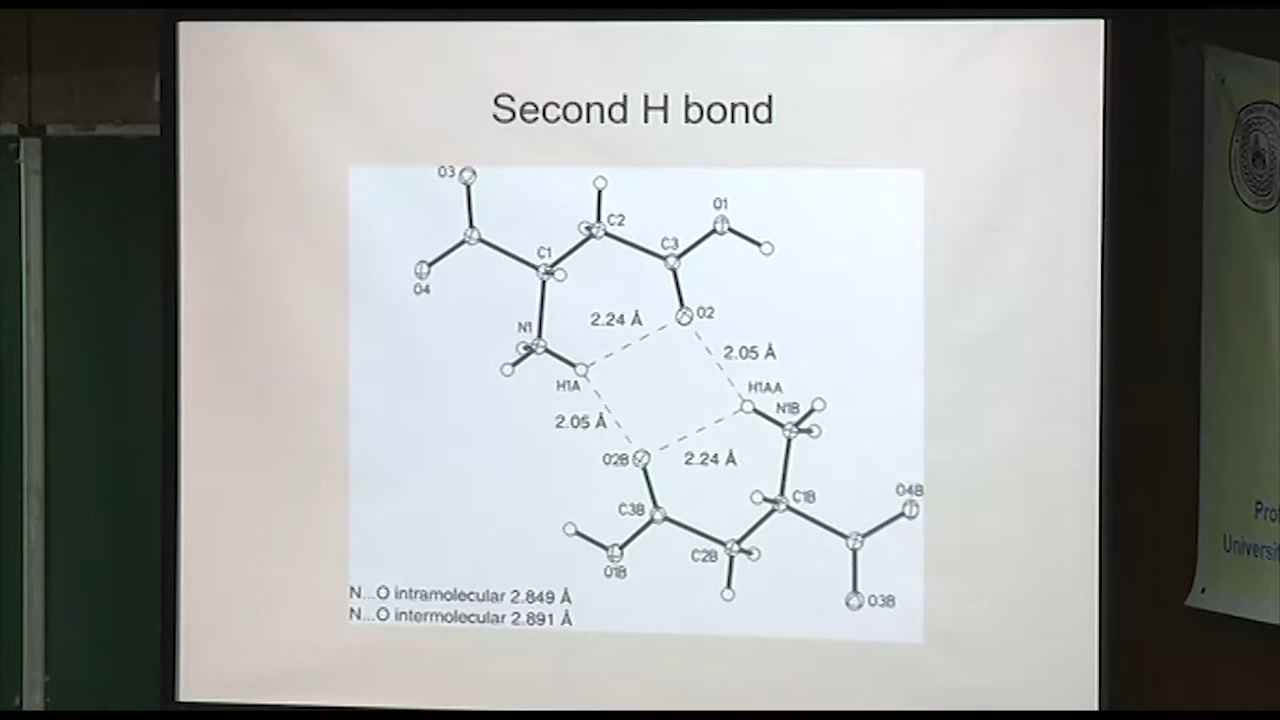 Second H bond
O3
O1
C2
C3
C1
O4
2.24 Å
O2
N1
2.05 Å
H1A
H1AA
N1B
2.05 Å
O2B
2.24 Å
O4B
C1B
C3B
C2B
O1B
O3B
N...O intramolecular 2.849 Å
N...O intermolecular 2.891 Å
Prof